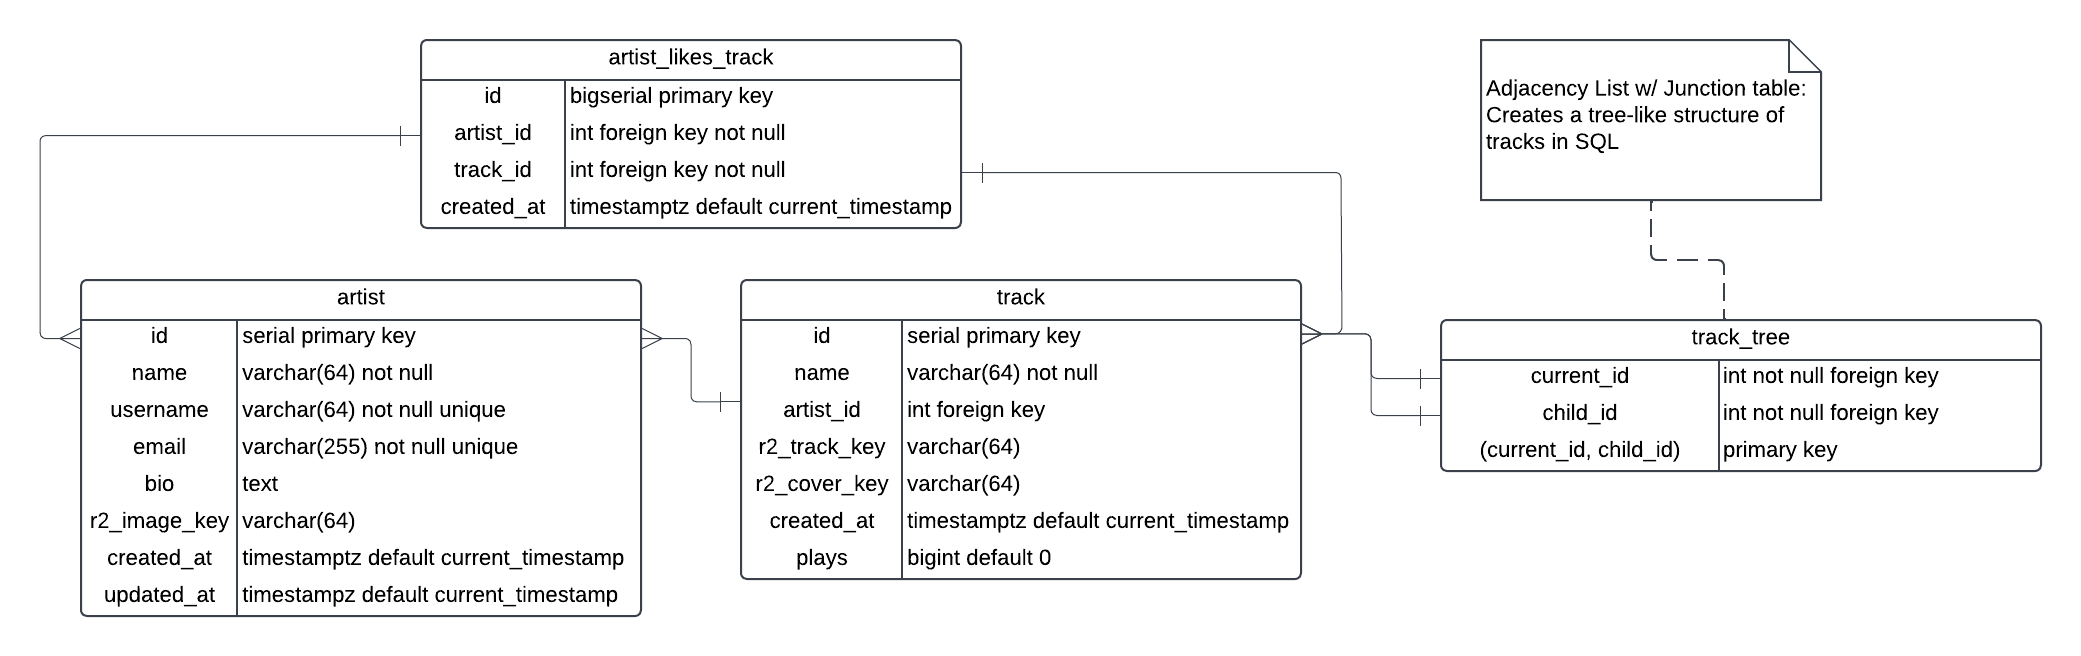 artist_likes_track
id bigserial primary key
artist_id int foreign key not null
track_id int foreign key not null
created_at timestamptz default current_timestamp
Adjacency List w/ Junction table:
Creates a tree-like structure of
tracks in SQL
artist
id serial primary key
name varchar(64) not null
username varchar(64) not null unique
email varchar(255) not null unique
bio text
r2_image_key varchar(64)
created_at timestamptz default current_timestamp
updated_at timestampz default current_timestamp
track
id serial primary key
name varchar(64) not null
artist_id int foreign key
r2_track_key varchar(64)
r2_cover_key varchar(64)
created_at timestamptz default current_timestamp
plays bigint default 0
track_tree
current_id int not null foreign key
child_id int not null foreign key
(current_id, child_id) primary key